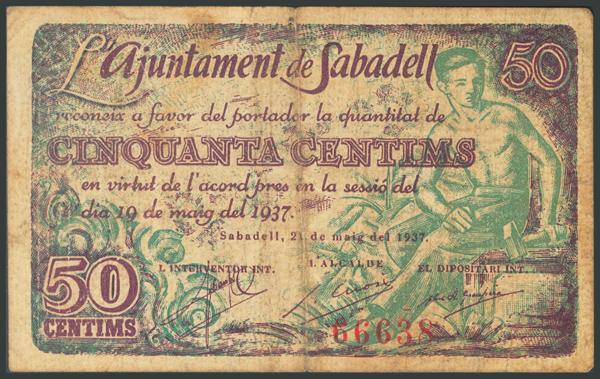 L'Ajuntament de Sabadell
50
reconeix a favor del portador la quantitat de
CINQUANTA CENTIMS
en virtut de l'acord pres en la sessió del
dia 19 de maig del 1937.
Sabadell, 21 de maig del 1937.
L'INTERVENTOR INT. L'ALCALDE EL DIPOSITARI INT.
50
CENTIMS
66638